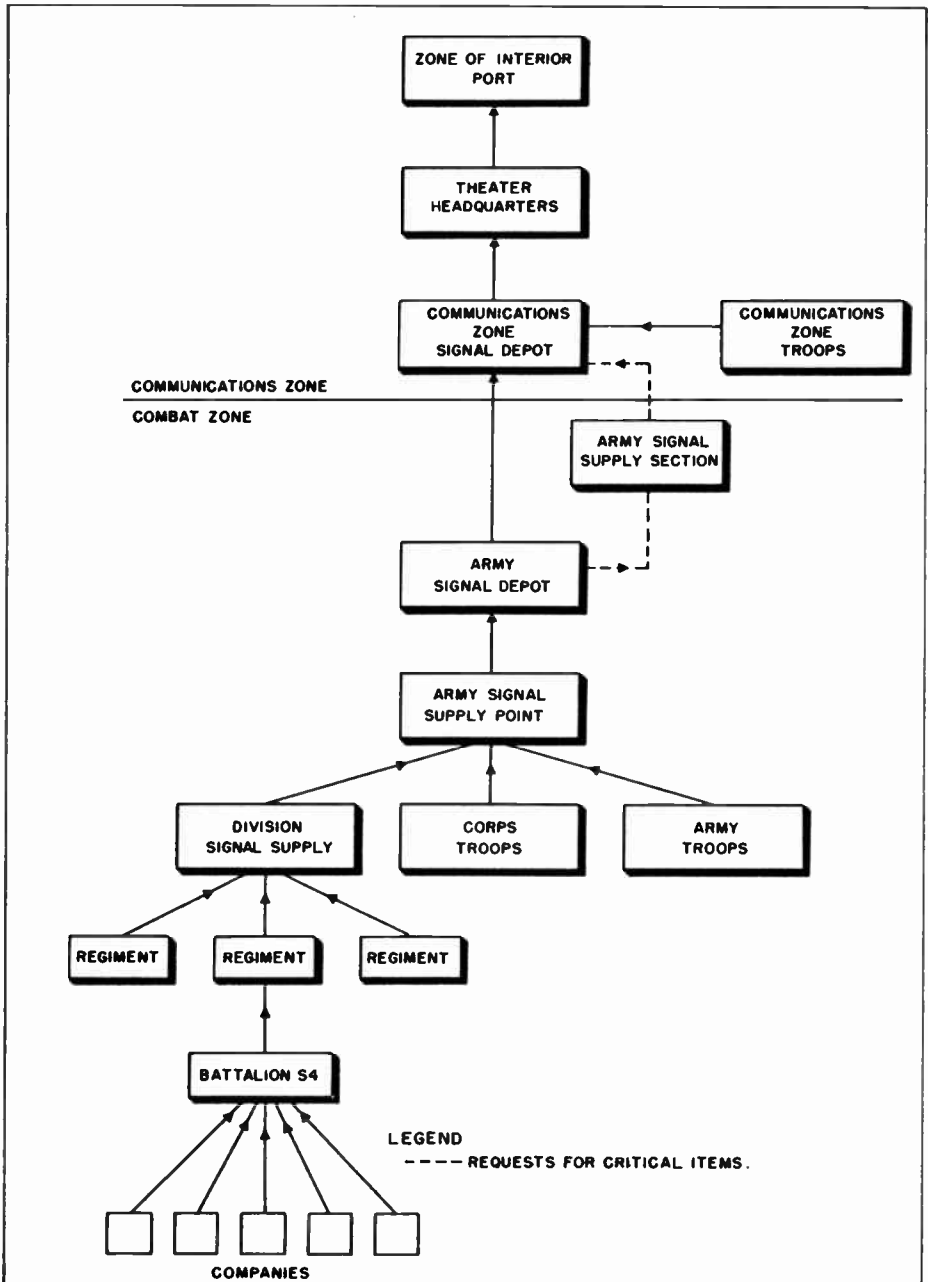 ZONE OF INTERIOR
PORT
THEATER
HEADQUARTERS
COMMUNICATIONS
ZONE
SIGNAL DEPOT
COMMUNICATIONS
ZONE
TROOPS
COMMUNICATIONS ZONE
COMBAT ZONE
ARMY SIGNAL
SUPPLY SECTION
ARMY
SIGNAL DEPOT
ARMY SIGNAL
SUPPLY POINT
DIVISION
SIGNAL SUPPLY
CORPS
TROOPS
ARMY
TROOPS
REGIMENT
REGIMENT
REGIMENT
BATTALION S4
LEGEND
---- REQUESTS FOR CRITICAL ITEMS.
COMPANIES